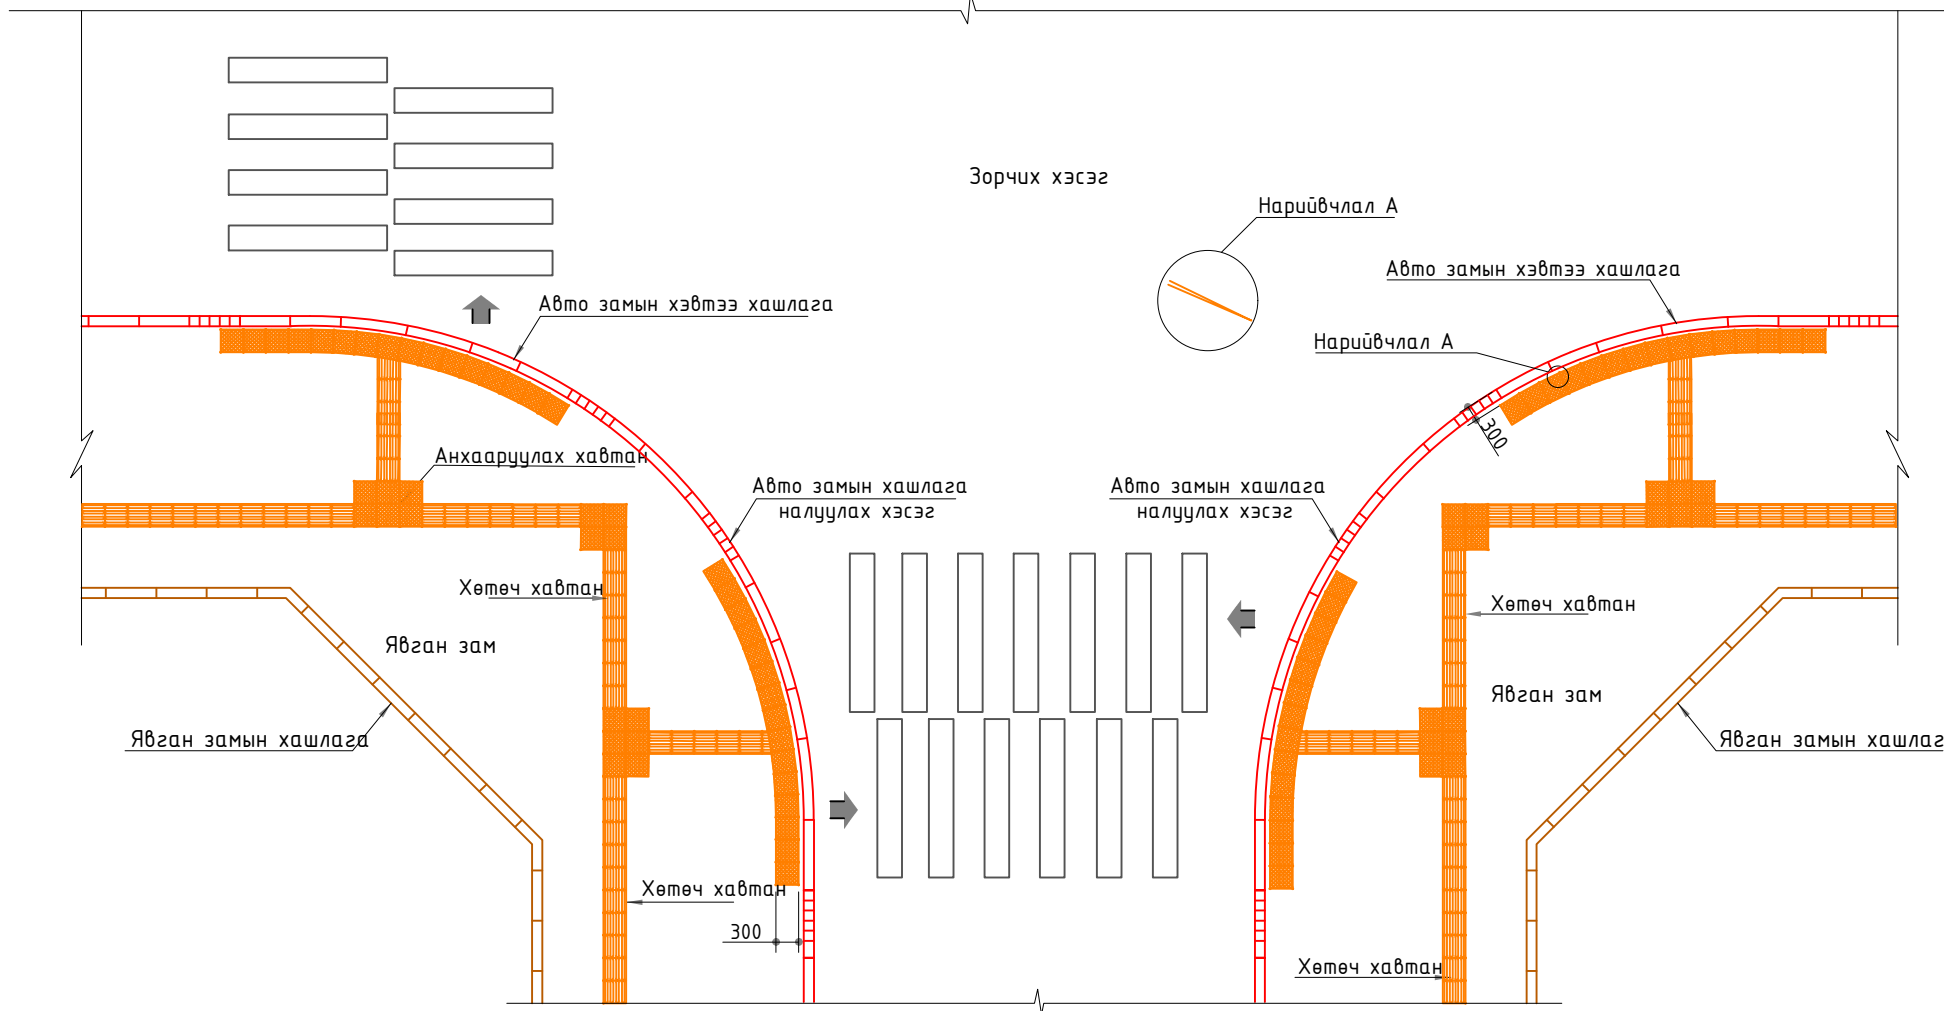 Зорчих хэсэг
Нарийвчлал А
Авто замын хэвтээ хашлага
Авто замын хэвтээ хашлага
Нарийвчлал А
300
Анхааруулах хавтан
Авто замын хашлага
налуулах хэсэг
Авто замын хашлага
налуулах хэсэг
Хөтөч хавтан
Хөтөч хавтан
Явган зам
Явган зам
Явган замын хашлага
Явган замын хашлаг
Хөтөч хавтан
300
Хөтөч хавтан